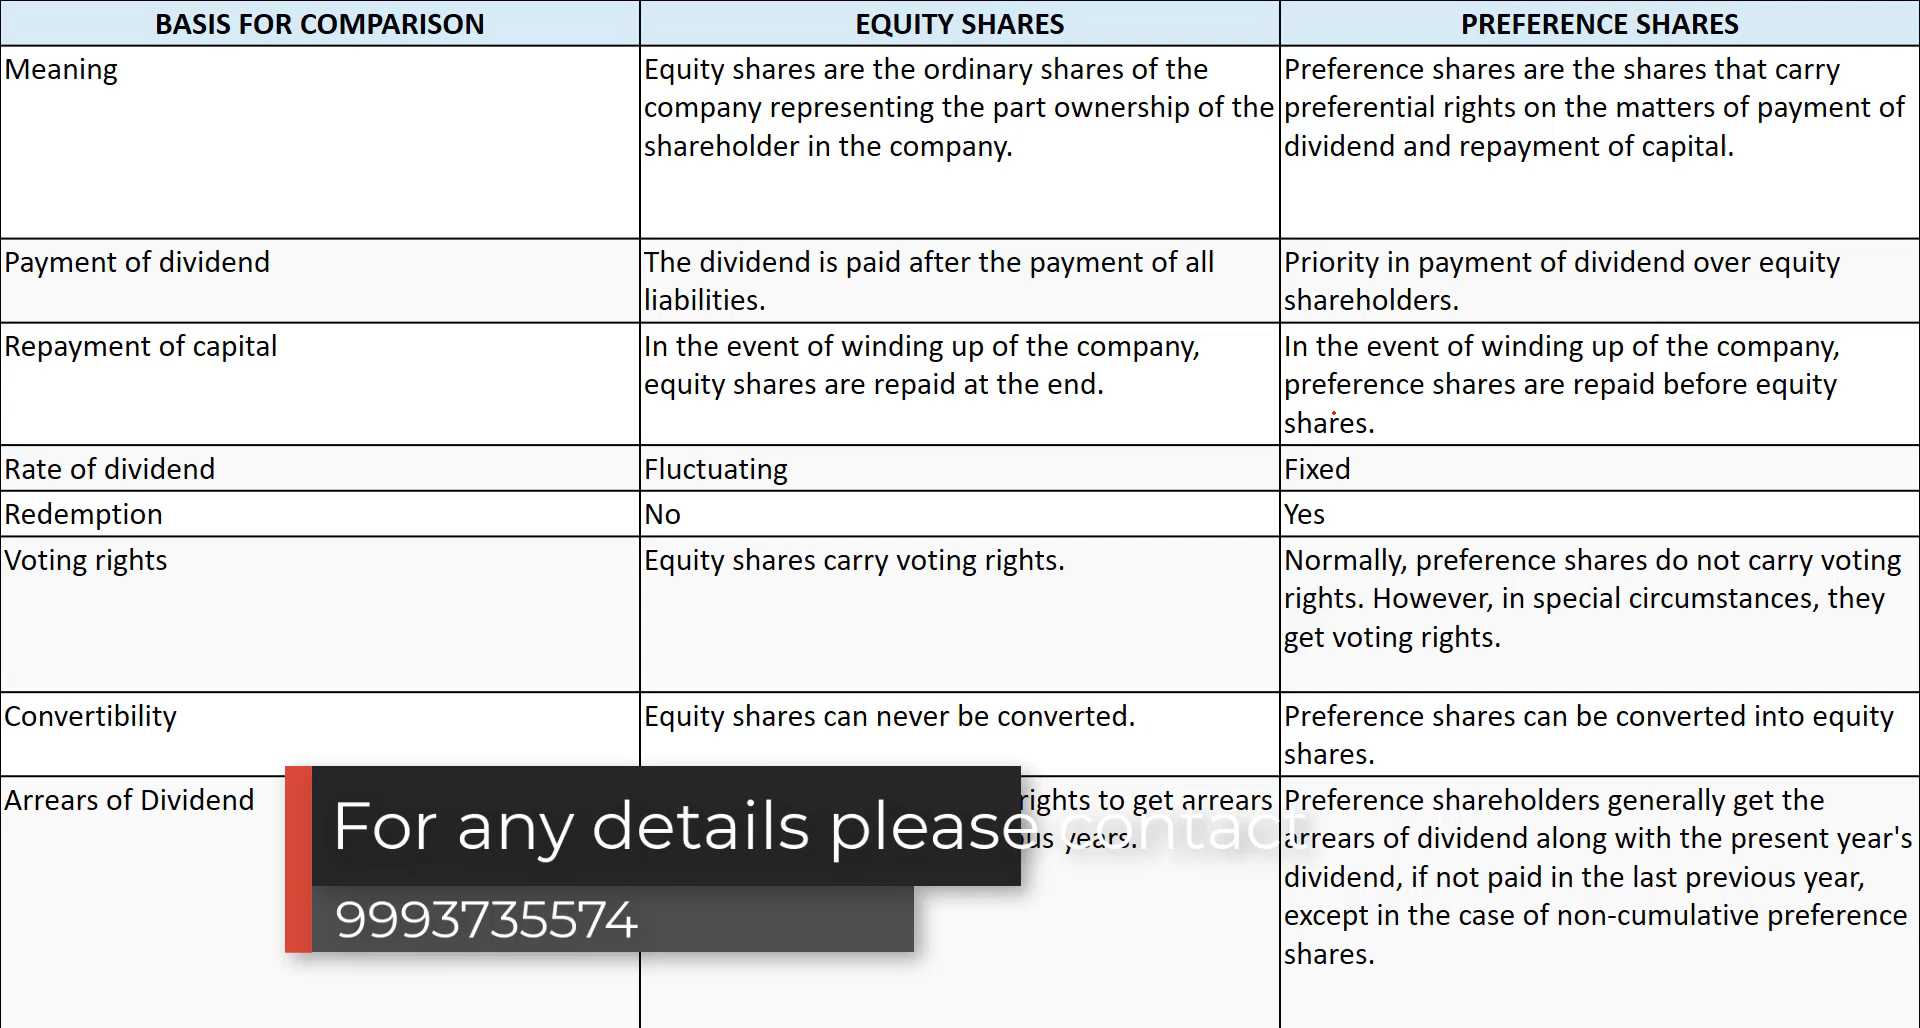 BASIS FOR COMPARISON
EQUITY SHARES
PREFERENCE SHARES
Meaning
Equity shares are the ordinary shares of the
company representing the part ownership of the
shareholder in the company.
Preference shares are the shares that carry
preferential rights on the matters of payment of
dividend and repayment of capital.
Payment of dividend
The dividend is paid after the payment of all
liabilities.
Priority in payment of dividend over equity
shareholders.
Repayment of capital
In the event of winding up of the company,
equity shares are repaid at the end.
In the event of winding up of the company,
preference shares are repaid before equity
shares.
Rate of dividend
Fluctuating
Fixed
Redemption
No
Yes
Voting rights
Equity shares carry voting rights.
Normally, preference shares do not carry voting
rights. However, in special circumstances, they
get voting rights.
Convertibility
Equity shares can never be converted.
Preference shares can be converted into equity
shares.
Arrears of Dividend
rights to get arrears
years.
Preference shareholders generally get the
arrears of dividend along with the present year's
dividend, if not paid in the last previous year,
except in the case of non-cumulative preference
shares.
For any details please contact
9993735574